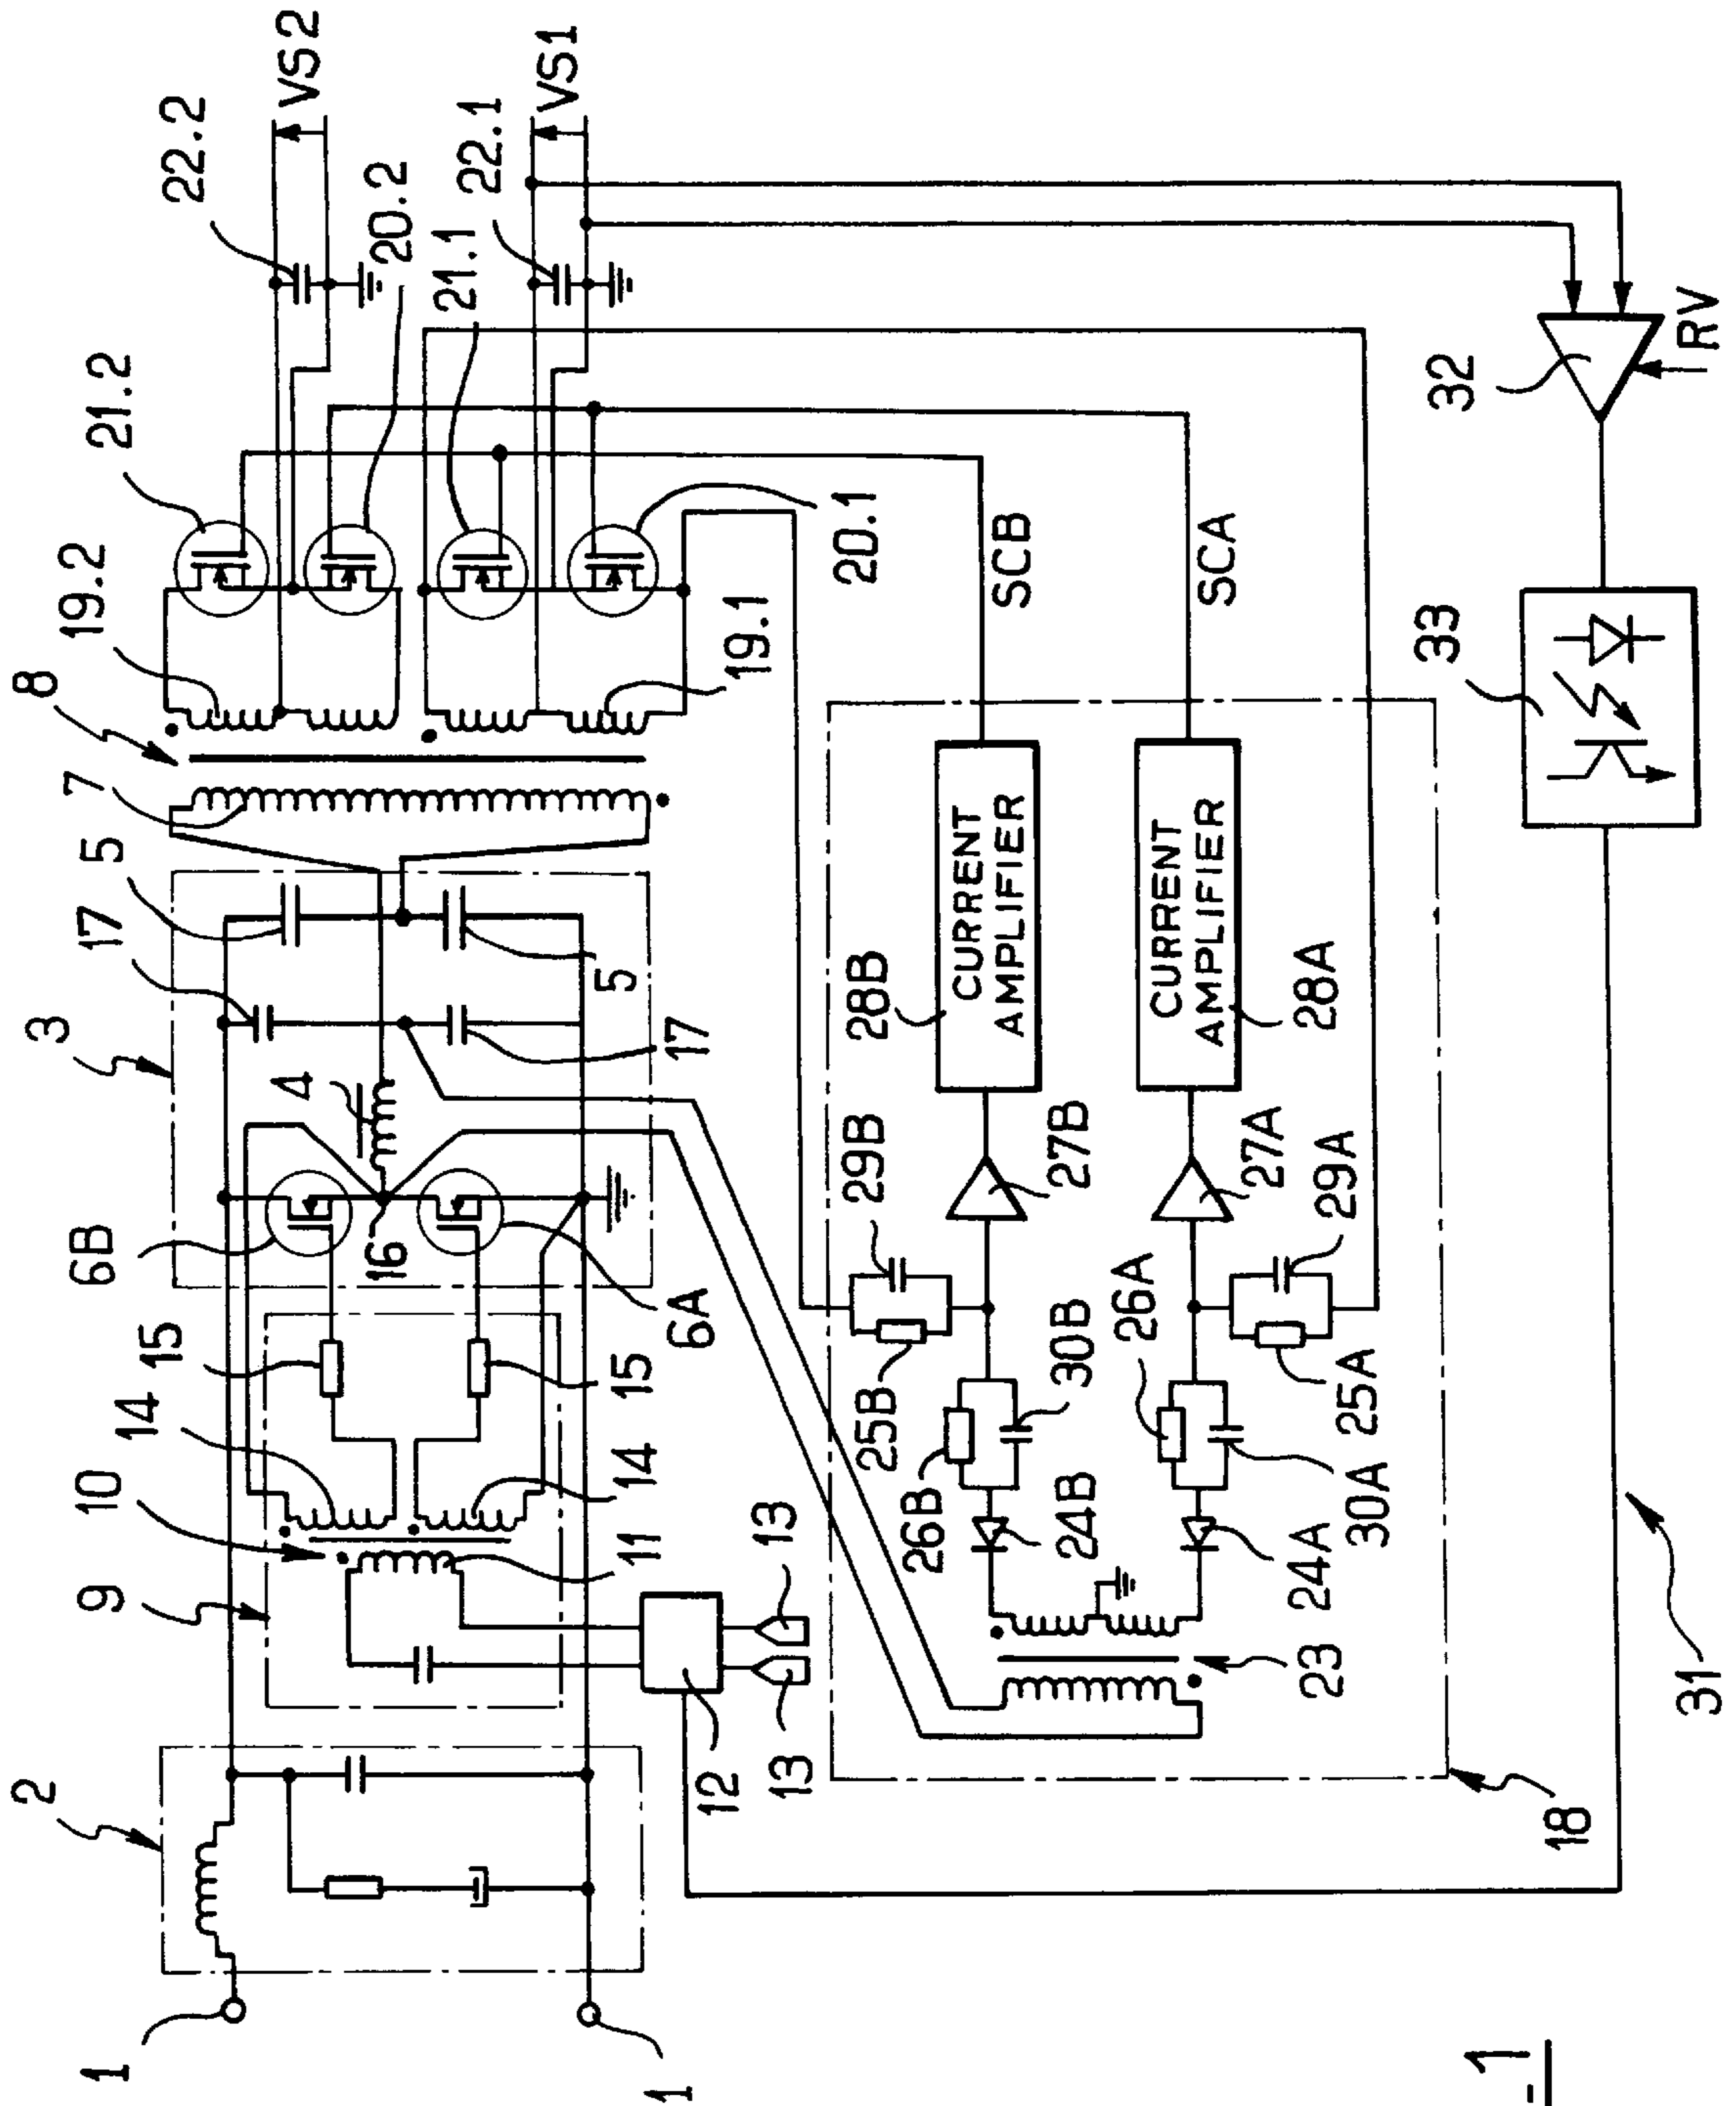 2
3
8
1
9
10
6B
17
5
7
19.2
21.2
14
15
22.2
4
VS2
16
20.2
21.1
22.1
VS1
11
14
15
5
1
6A
17
12
19.1
13
13
25B
29B
28B
20.1
26B
CURRENT
AMPLIFIER
SCB
24B
30B
27B
26A
CURRENT
AMPLIFIER
SCA
23
24A
30A
25A
29A
27A
28A
18
31
33
32
RV
-1